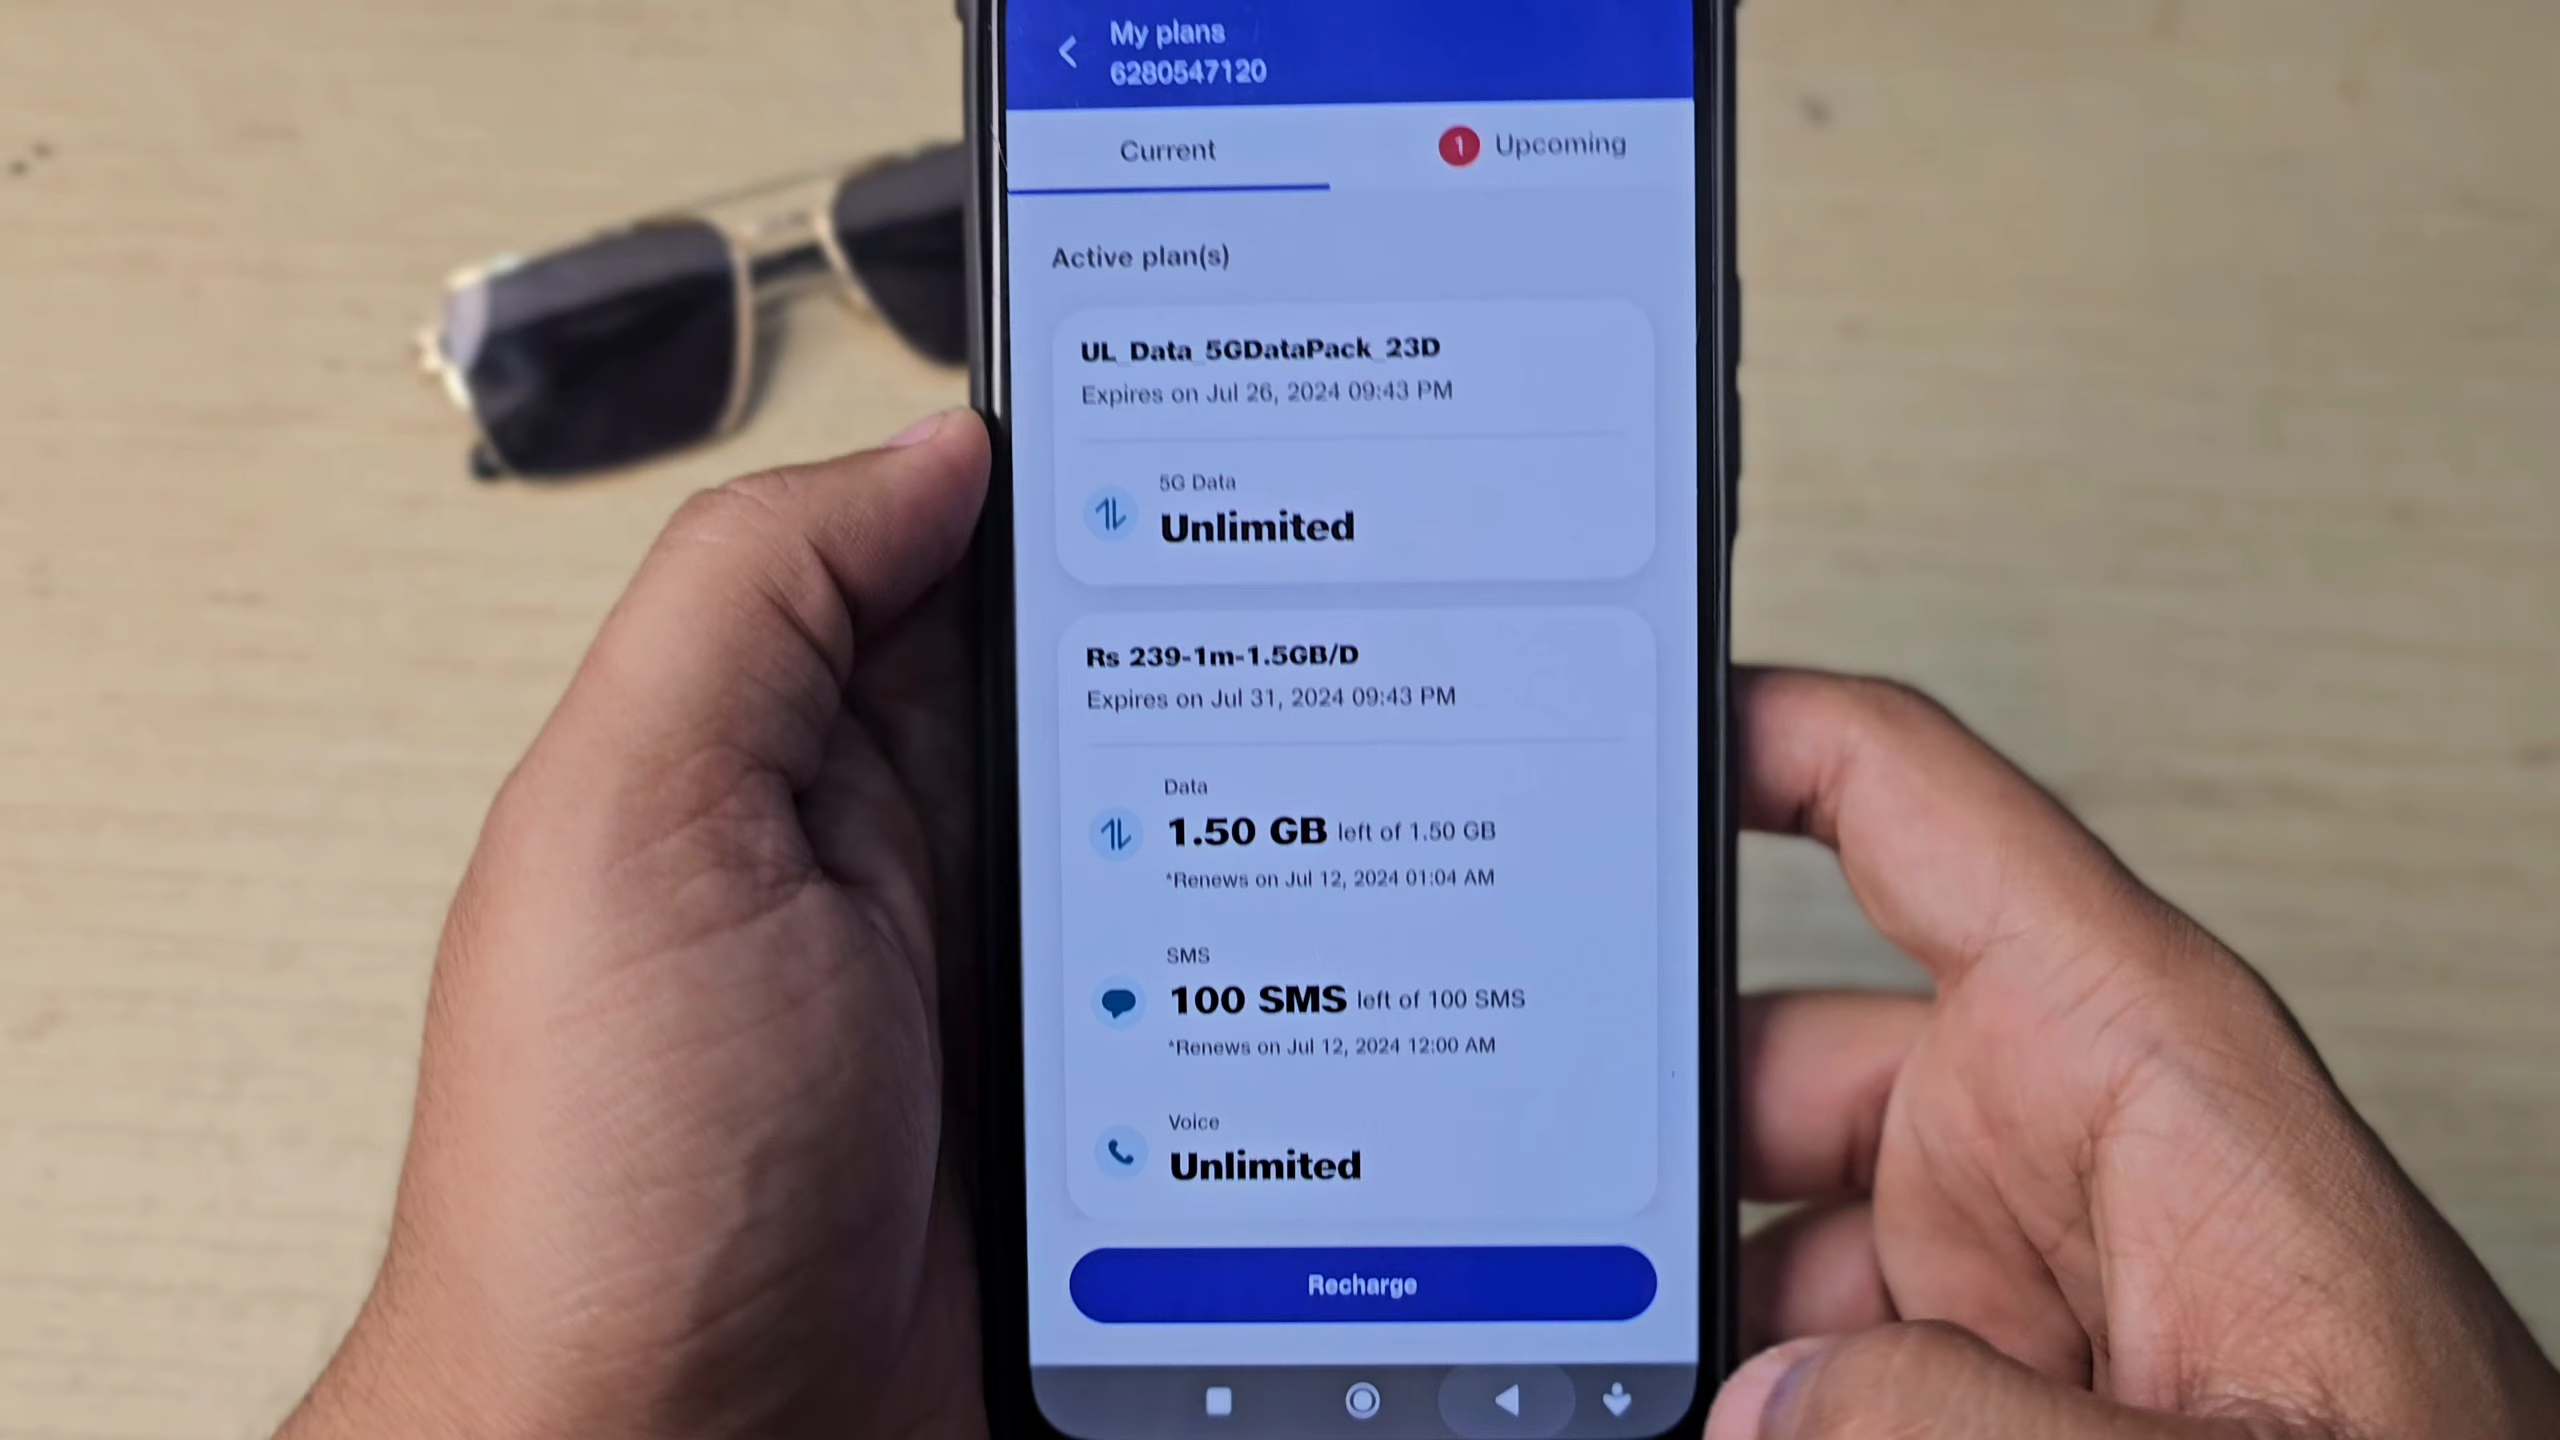 My plans
6280547120
Current
1 Upcoming
Active plan(s)
UL_Data_5GDataPack_23D
Expires on Jul 26, 2024 09:43 PM
5G Data
Unlimited
Rs 239-1m-1.5GB/D
Expires on Jul 31, 2024 09:43 PM
Data
1.50 GB left of 1.50 GB
*Renews on Jul 12, 2024 01:04 AM
SMS
100 SMS left of 100 SMS
*Renews on Jul 12, 2024 12:00 AM
Voice
Unlimited
Recharge